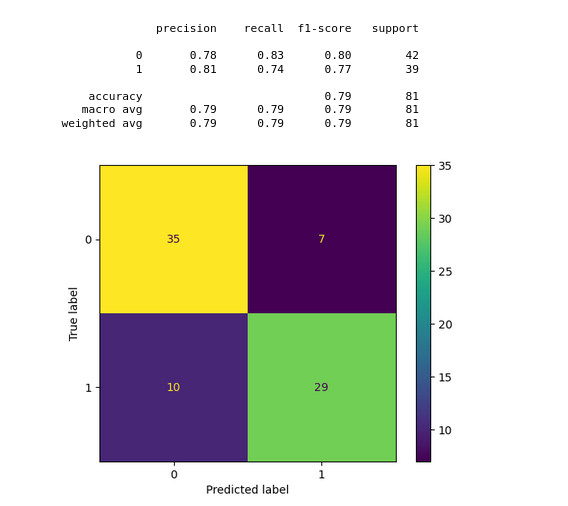 precision recall f1-score support
0 0.78 0.83 0.80 42
1 0.81 0.74 0.77 39
accuracy 0.79 81
macro avg 0.79 0.79 0.79 81
weighted avg 0.79 0.79 0.79 81
35
30
25
20
15
10
True label
0
1
35 7
10 29
0 1
Predicted label